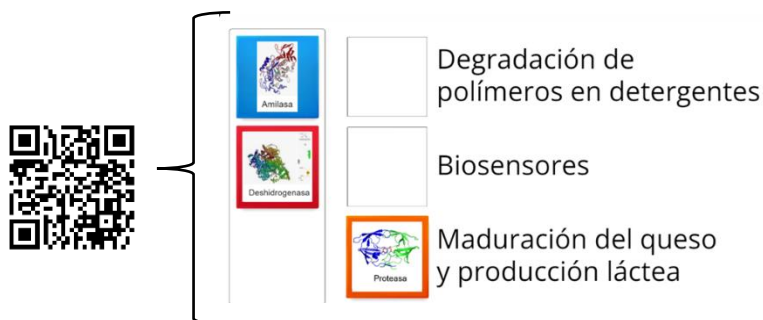 Amilasa
Degradación de
polímeros en detergentes
Deshidrogenasa
Biosensores
Proteasa
Maduración del queso
y producción láctea